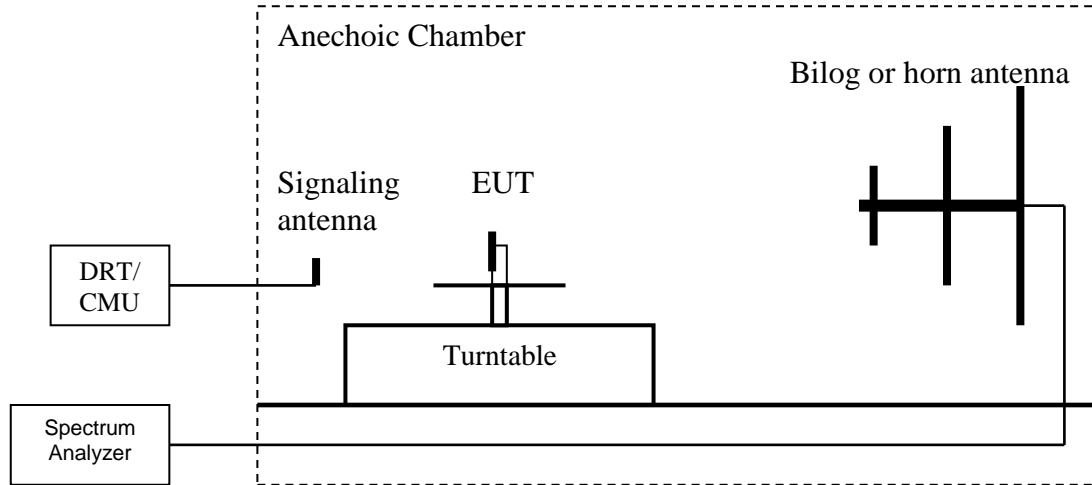 Anechoic Chamber
Bilog or horn antenna
Signaling
antenna
EUT
DRT/
CMU
Turntable
Spectrum
Analyzer